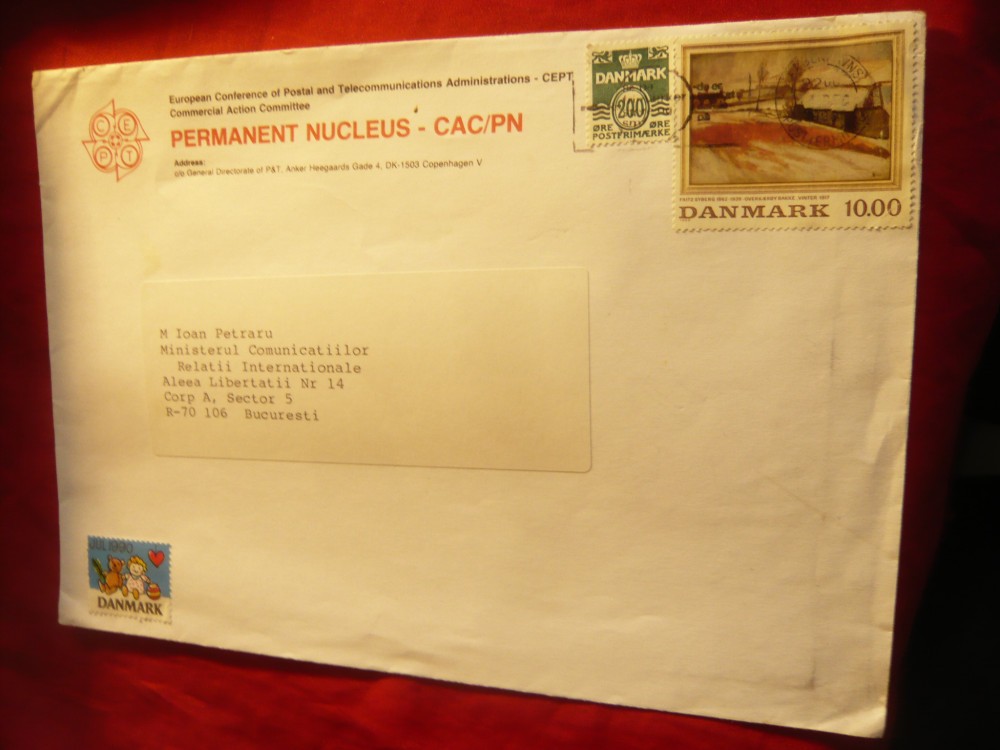 European Conference of Postal and Telecommunications Administrations - CEPT
Commercial Action Committee
PERMANENT NUCLEUS - CAC/PN
Address:
c/o General Directorate of P&T, Anker Heegaards Gade 4, DK-1503 Copenhagen V
C E
P T
DANMARK
200
ØRE ØRE
POSTFRIMÆRKE
DANMARK 10.00
M Ioan Petraru
Ministerul Comunicatiilor
Relatii Internationale
Aleea Libertatii Nr 14
Corp A, Sector 5
R-70 106 Bucuresti
JUL 1990
DANMARK